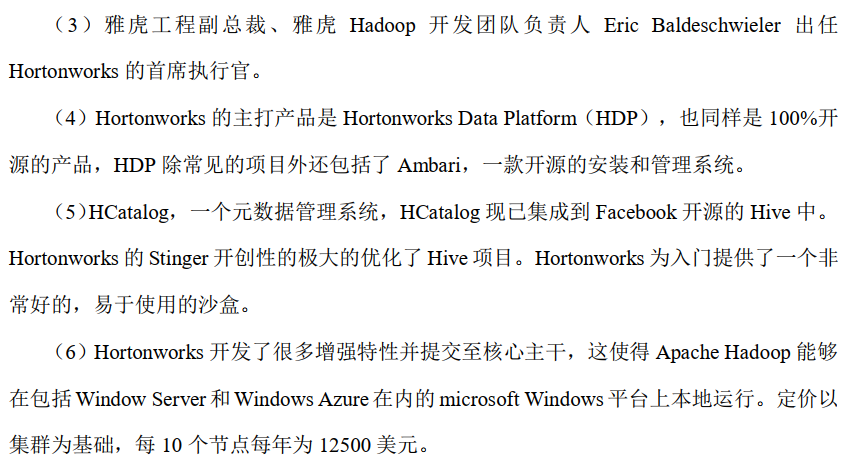 （3）雅虎工程副总裁、雅虎 Hadoop 开发团队负责人 Eric Baldeschwieler 出任
Hortonworks 的首席执行官。
（4）Hortonworks 的主打产品是 Hortonworks Data Platform（HDP），也同样是 100%开
源的产品，HDP 除常见的项目外还包括了 Ambari，一款开源的安装和管理系统。
（5）HCatalog，一个元数据管理系统，HCatalog 现已集成到 Facebook 开源的 Hive 中。
Hortonworks 的 Stinger 开创性的极大的优化了 Hive 项目。Hortonworks 为入门提供了一个非
常好的，易于使用的沙盒。
（6）Hortonworks 开发了很多增强特性并提交至核心主干，这使得 Apache Hadoop 能够
在包括 Window Server 和 Windows Azure 在内的 microsoft Windows 平台上本地运行。定价以
集群为基础，每 10 个节点每年为 12500 美元。